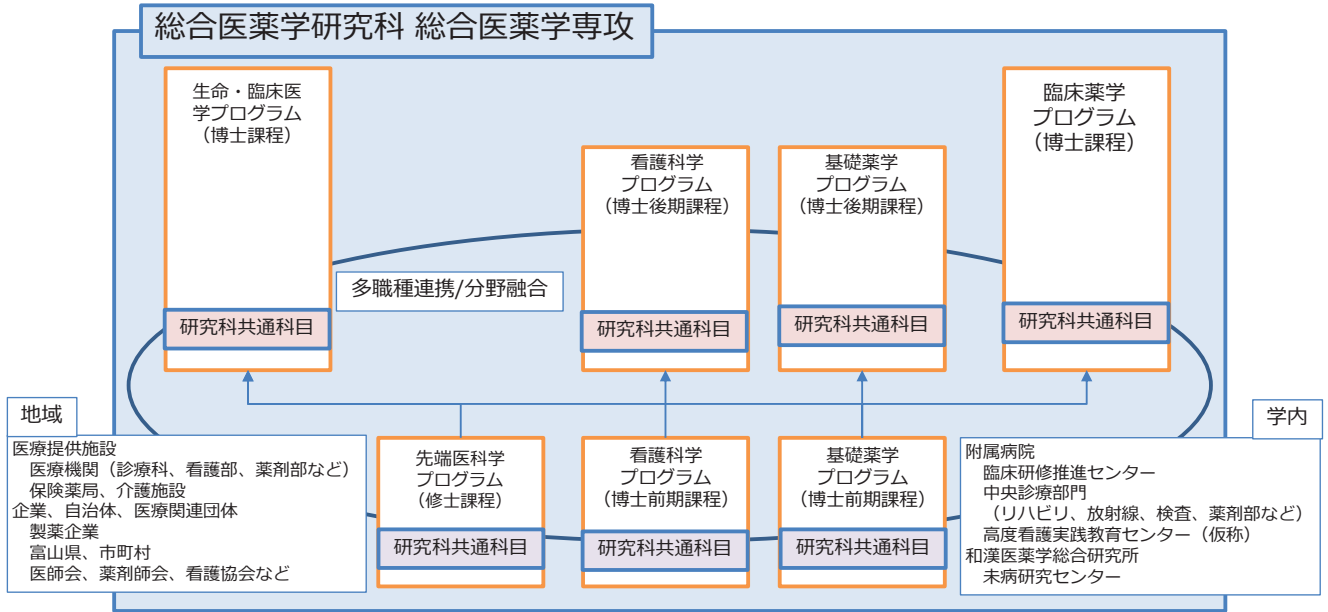 総合医薬学研究科 総合医薬学専攻
生命・臨床医
学プログラム
（博士課程）
研究科共通科目
看護科学
プログラム
（博士後期課程）
研究科共通科目
基礎薬学
プログラム
（博士後期課程）
研究科共通科目
臨床薬学
プログラム
（博士課程）
研究科共通科目
多職種連携/分野融合
地域
医療提供施設
医療機関（診療科、看護部、薬剤部など）
保険薬局、介護施設
企業、自治体、医療関連団体
製薬企業
富山県、市町村
医師会、薬剤師会、看護協会など
先端医科学
プログラム
（修士課程）
研究科共通科目
看護科学
プログラム
（博士前期課程）
研究科共通科目
基礎薬学
プログラム
（博士前期課程）
研究科共通科目
学内
附属病院
臨床研修推進センター
中央診療部門
（リハビリ、放射線、検査、薬剤部など）
高度看護実践教育センター（仮称）
和漢医薬学総合研究所
未病研究センター